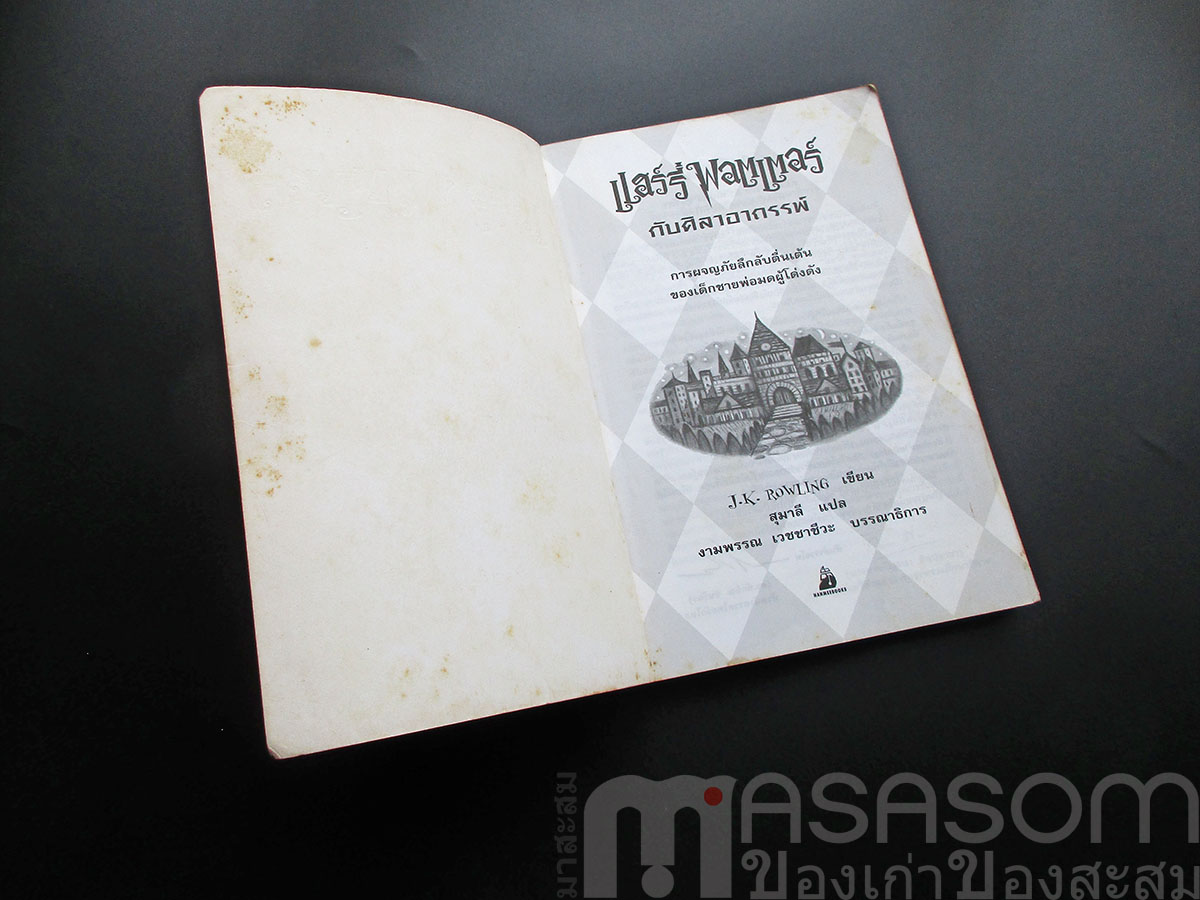 แฮร์รี่ พอตเตอร์
กับศิลาอาถรรพ์
การผจญภัยลึกลับตื่นเต้น
ของเด็กชายพ่อมดผู้โด่งดัง
J.K. ROWLING เขียน
สุมาลี แปล
งามพรรณ เวชชาชีวะ บรรณาธิการ
NANMEEBOOKS
มาสะสม
MASASOM
ของเก่าของสะสม